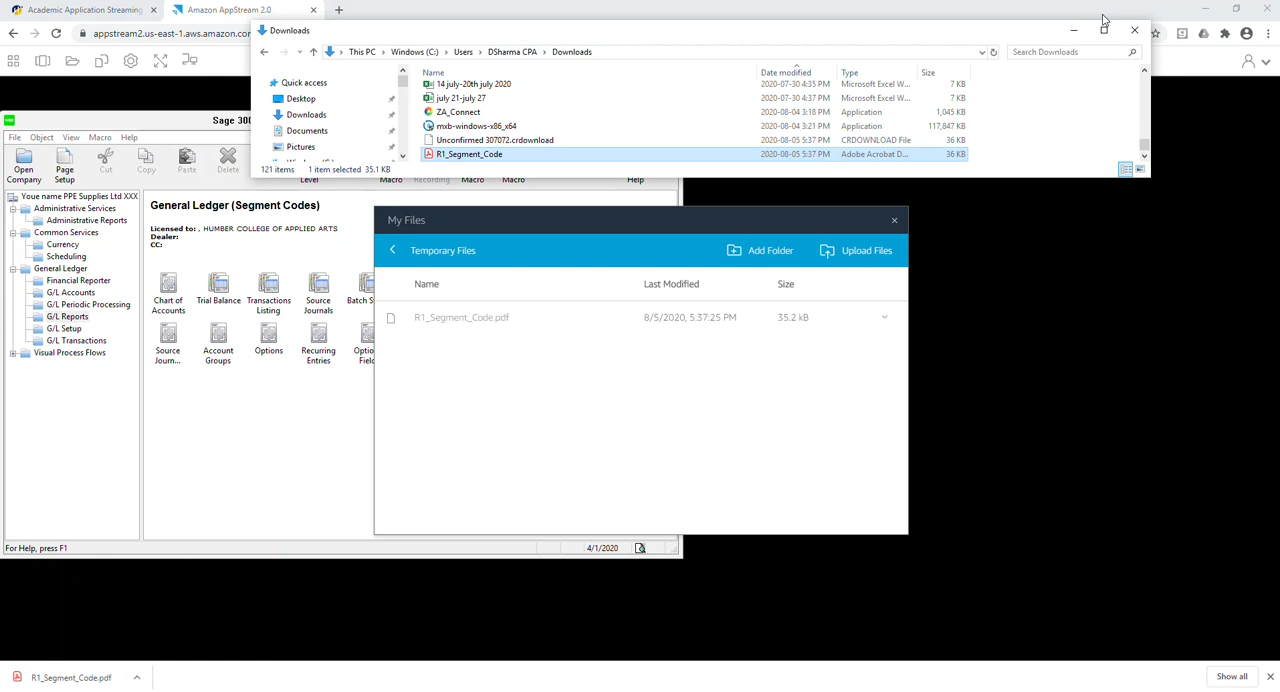 Academic Application Streaming
Amazon AppStream 2.0
appstream2.us-east-1.aws.amazon.cor
Downloads
This PC > Windows (C:) > Users > DSharma CPA > Downloads
Search Downloads
Quick access
Desktop
Downloads
Documents
Pictures
Name Date modified Type Size
14 july-20th july 2020 2020-07-30 4:35 PM Microsoft Excel W... 7 KB
july 21-july 27 2020-07-30 4:37 PM Microsoft Excel W... 7 KB
ZA_Connect 2020-08-04 3:18 PM Application 1,045 KB
mxb-windows-x86_x64 2020-08-04 3:21 PM Application 117,847 KB
Unconfirmed 307072.crdownload 2020-08-05 5:37 PM CRDOWNLOAD File 36 KB
R1_Segment_Code 2020-08-05 5:37 PM Adobe Acrobat D... 36 KB
121 items 1 item selected 35.1 KB
Sage 300
File Object View Macro Help
Open Company
Page Setup
Cut
Copy
Paste
Delete
Level
Macro
Recording
Macro
Macro
Help
Youe name PPE Supplies Ltd XXX
Administrative Services
Administrative Reports
Common Services
Currency
Scheduling
General Ledger
Financial Reporter
G/L Accounts
G/L Periodic Processing
G/L Reports
G/L Setup
G/L Transactions
Visual Process Flows
General Ledger (Segment Codes)
Licensed to: , HUMBER COLLEGE OF APPLIED ARTS
Dealer:
CC:
Chart of Accounts
Trial Balance
Transactions Listing
Source Journals
Batch S
Source Journ...
Account Groups
Options
Recurring Entries
Optio Field
My Files
Temporary Files
Add Folder
Upload Files
Name Last Modified Size
R1_Segment_Code.pdf 8/5/2020, 5:37:25 PM 35.2 kB
For Help, press F1
4/1/2020
R1_Segment_Code.pdf
Show all